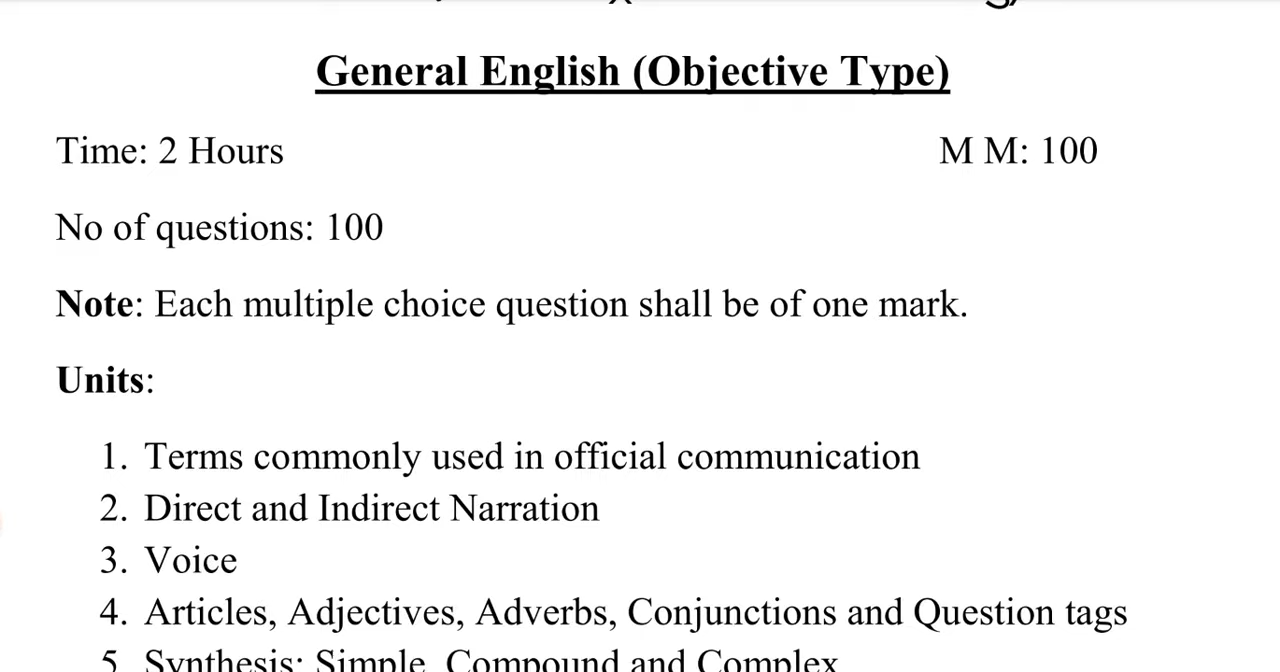 General English (Objective Type)
Time: 2 Hours M M: 100
No of questions: 100
Note: Each multiple choice question shall be of one mark.
Units:
1. Terms commonly used in official communication
2. Direct and Indirect Narration
3. Voice
4. Articles, Adjectives, Adverbs, Conjunctions and Question tags
5. Synthesis: Simple, Compound and Complex